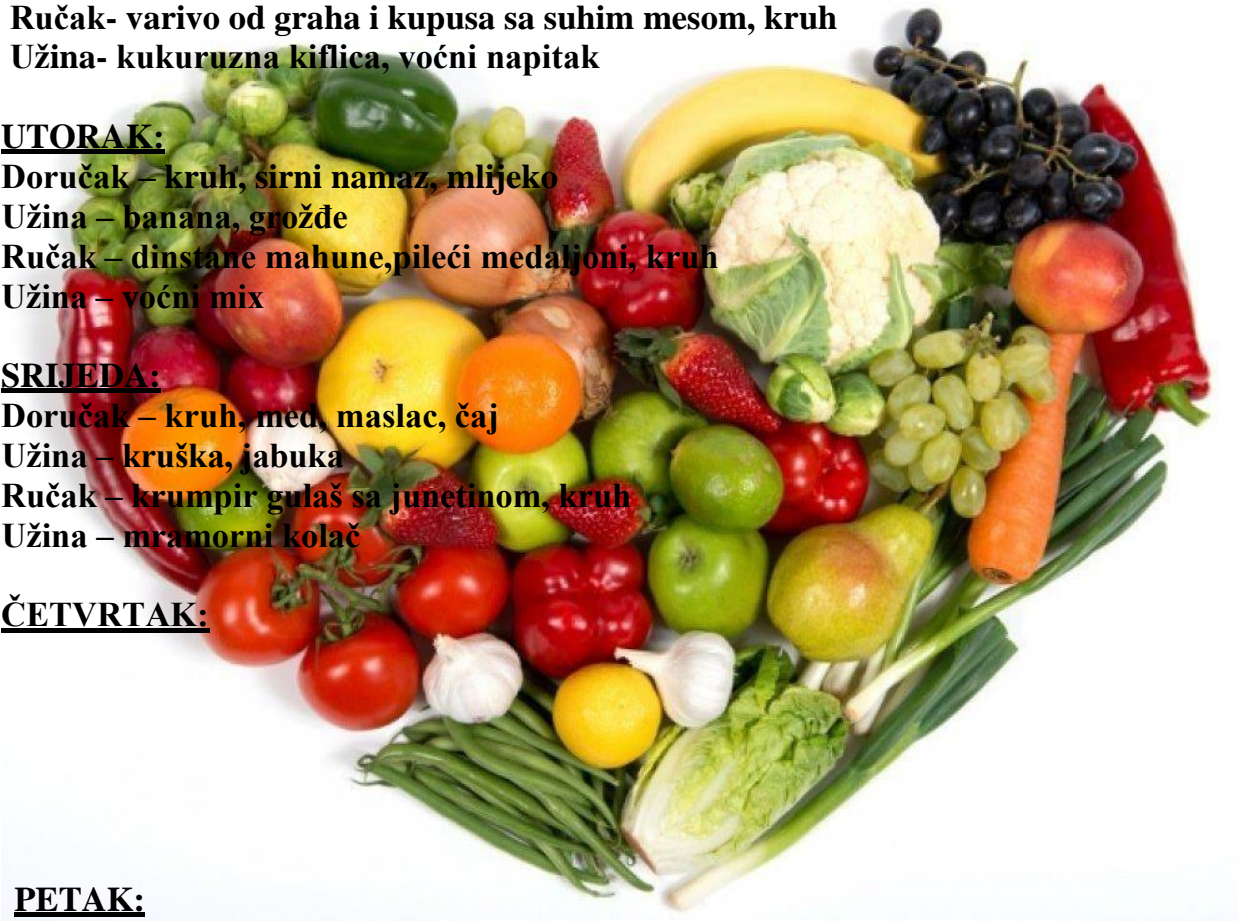 Ručak- varivo od graha i kupusa sa suhim mesom, kruh
Užina- kukuruzna kiflica, voćni napitak
UTORAK:
Doručak – kruh, sirni namaz, mlijeko
Užina – banana, grožđe
Ručak – dinstane mahune,pileći medaljoni, kruh
Užina – voćni mix
SRIJEDA:
Doručak – kruh, med, maslac, čaj
Užina – kruška, jabuka
Ručak – krumpir gulaš sa junetinom, kruh
Užina – mramorni kolač
ČETVRTAK:
PETAK: